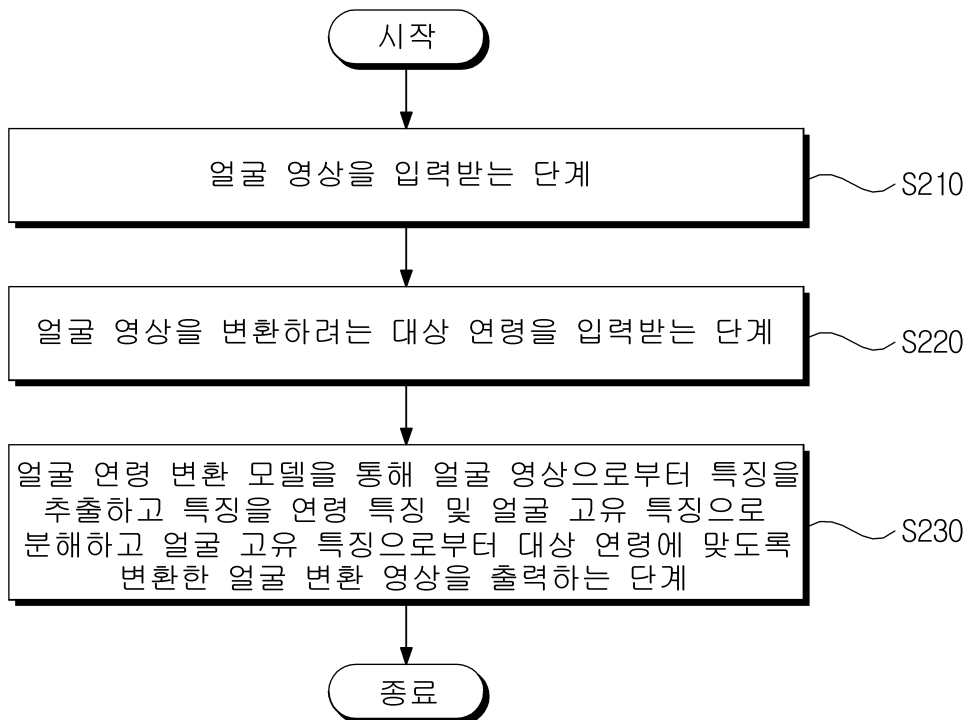 시작
얼굴 영상을 입력받는 단계
S210
얼굴 영상을 변환하려는 대상 연령을 입력받는 단계
S220
얼굴 연령 변환 모델을 통해 얼굴 영상으로부터 특징을
추출하고 특징을 연령 특징 및 얼굴 고유 특징으로
분해하고 얼굴 고유 특징으로부터 대상 연령에 맞도록
변환한 얼굴 변환 영상을 출력하는 단계
S230
종료